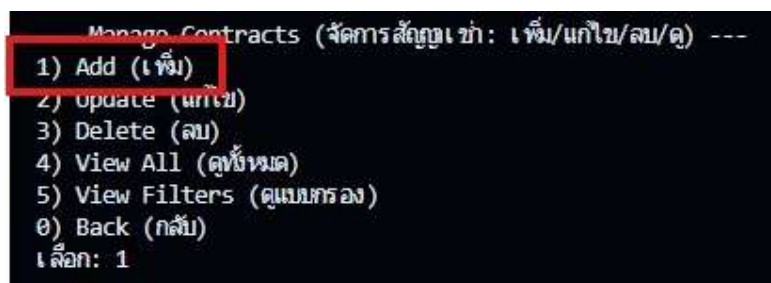 Manage Contracts (จัดการสัญญาเช่า: เพิ่ม/แก้ไข/ลบ/ดู) ---
1) Add (เพิ่ม)
2) Update (แก้ไข)
3) Delete (ลบ)
4) View All (ดูทั้งหมด)
5) View Filters (ดูแบบกรอง)
0) Back (กลับ)
เลือก: 1